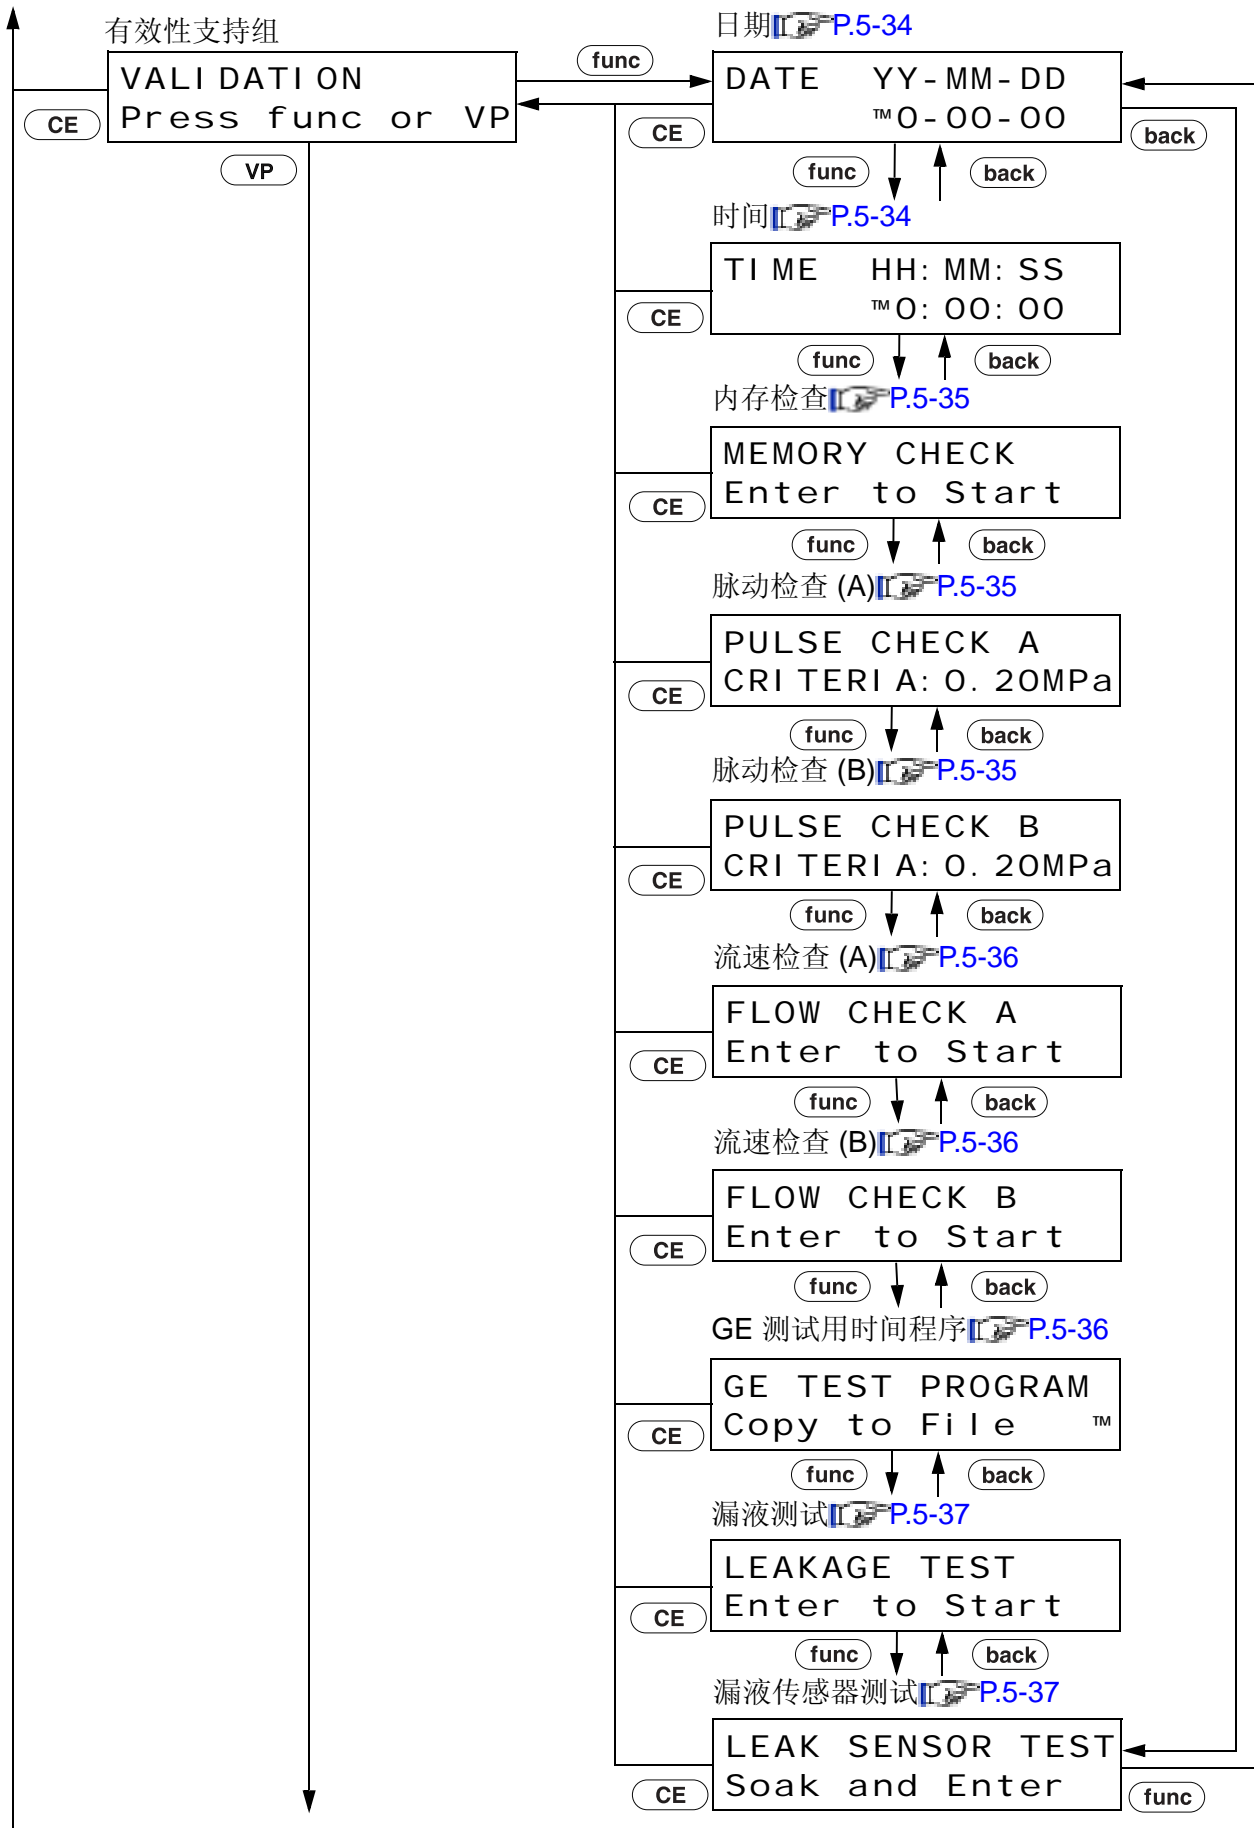 有效性支持组
VALIDATION
Press func or VP
CE
VP
func
日期 P.5-34
DATE YY-MM-DD
™0-00-00
CE
back
func
back
时间 P.5-34
TIME HH:MM:SS
™0:00:00
CE
func
back
内存检查 P.5-35
MEMORY CHECK
Enter to Start
CE
func
back
脉动检查 (A) P.5-35
PULSE CHECK A
CRITERIA:0.20MPa
CE
func
back
脉动检查 (B) P.5-35
PULSE CHECK B
CRITERIA:0.20MPa
CE
func
back
流速检查 (A) P.5-36
FLOW CHECK A
Enter to Start
CE
func
back
流速检查 (B) P.5-36
FLOW CHECK B
Enter to Start
CE
func
back
GE 测试用时间程序 P.5-36
GE TEST PROGRAM
Copy to File ™
CE
func
back
漏液测试 P.5-37
LEAKAGE TEST
Enter to Start
CE
func
back
漏液传感器测试 P.5-37
LEAK SENSOR TEST
Soak and Enter
CE
func